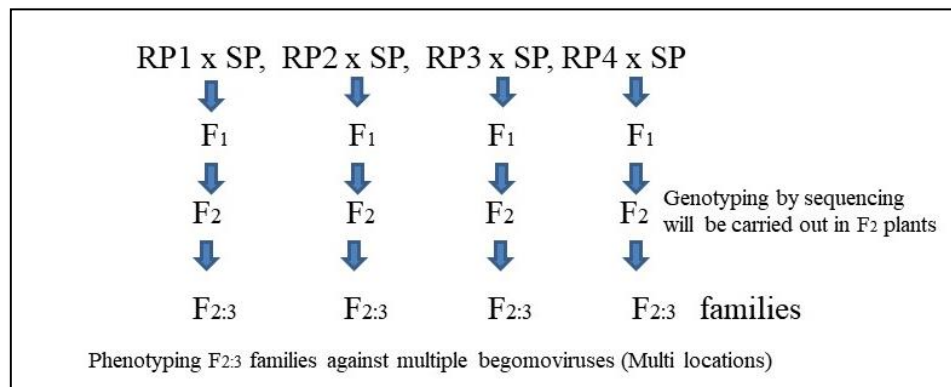 RP1 x SP, RP2 x SP, RP3 x SP, RP4 x SP
F1 F1 F1 F1
F2 F2 F2 F2 Genotyping by sequencing
will be carried out in F2 plants
F2:3 F2:3 F2:3 F2:3 families
Phenotyping F2:3 families against multiple begomoviruses (Multi locations)